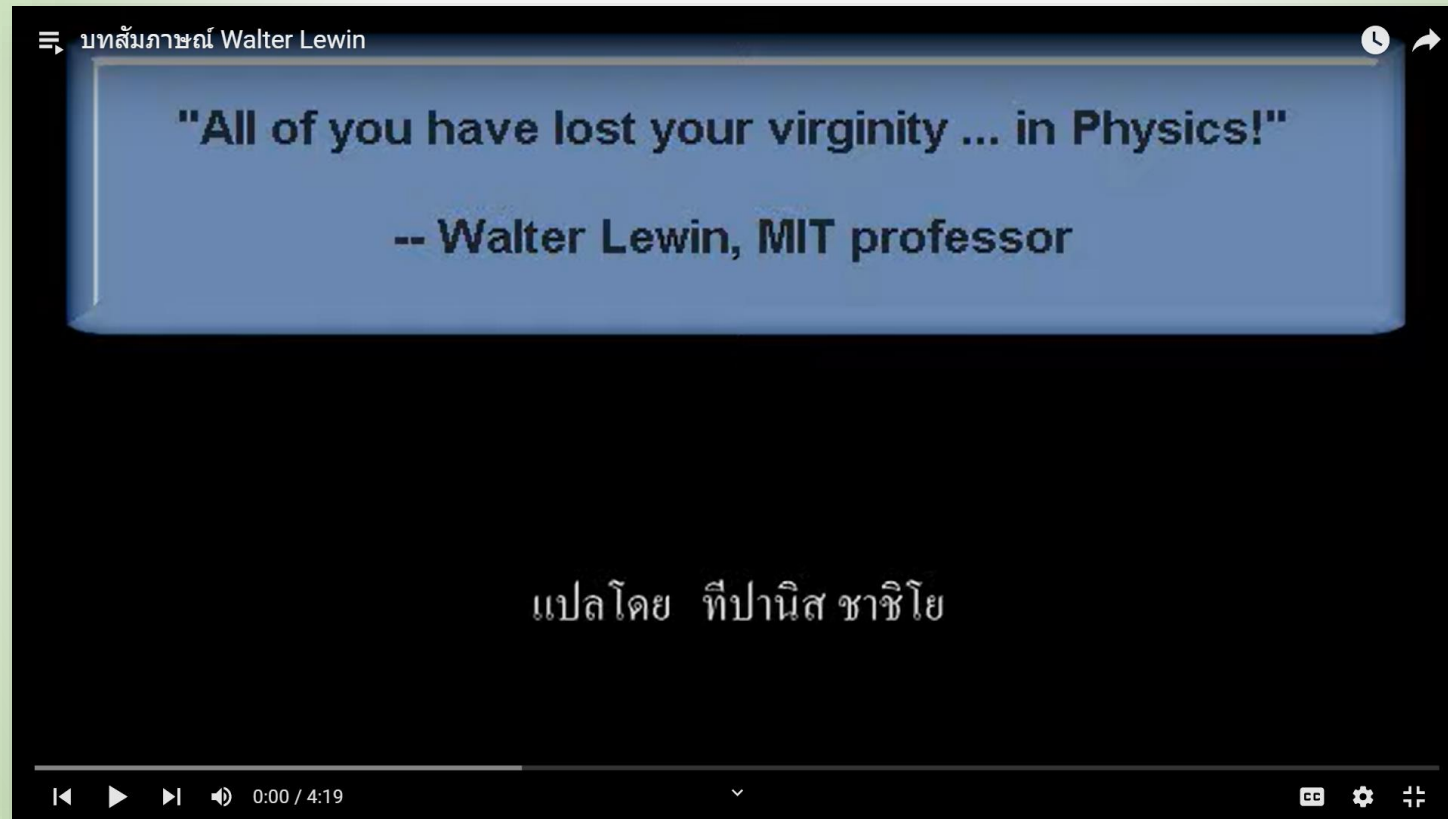 บทสัมภาษณ์ Walter Lewin
"All of you have lost your virginity ... in Physics!"
-- Walter Lewin, MIT professor
แปลโดย ทีปานิส ชาชิโย
0:00 / 4:19
CC